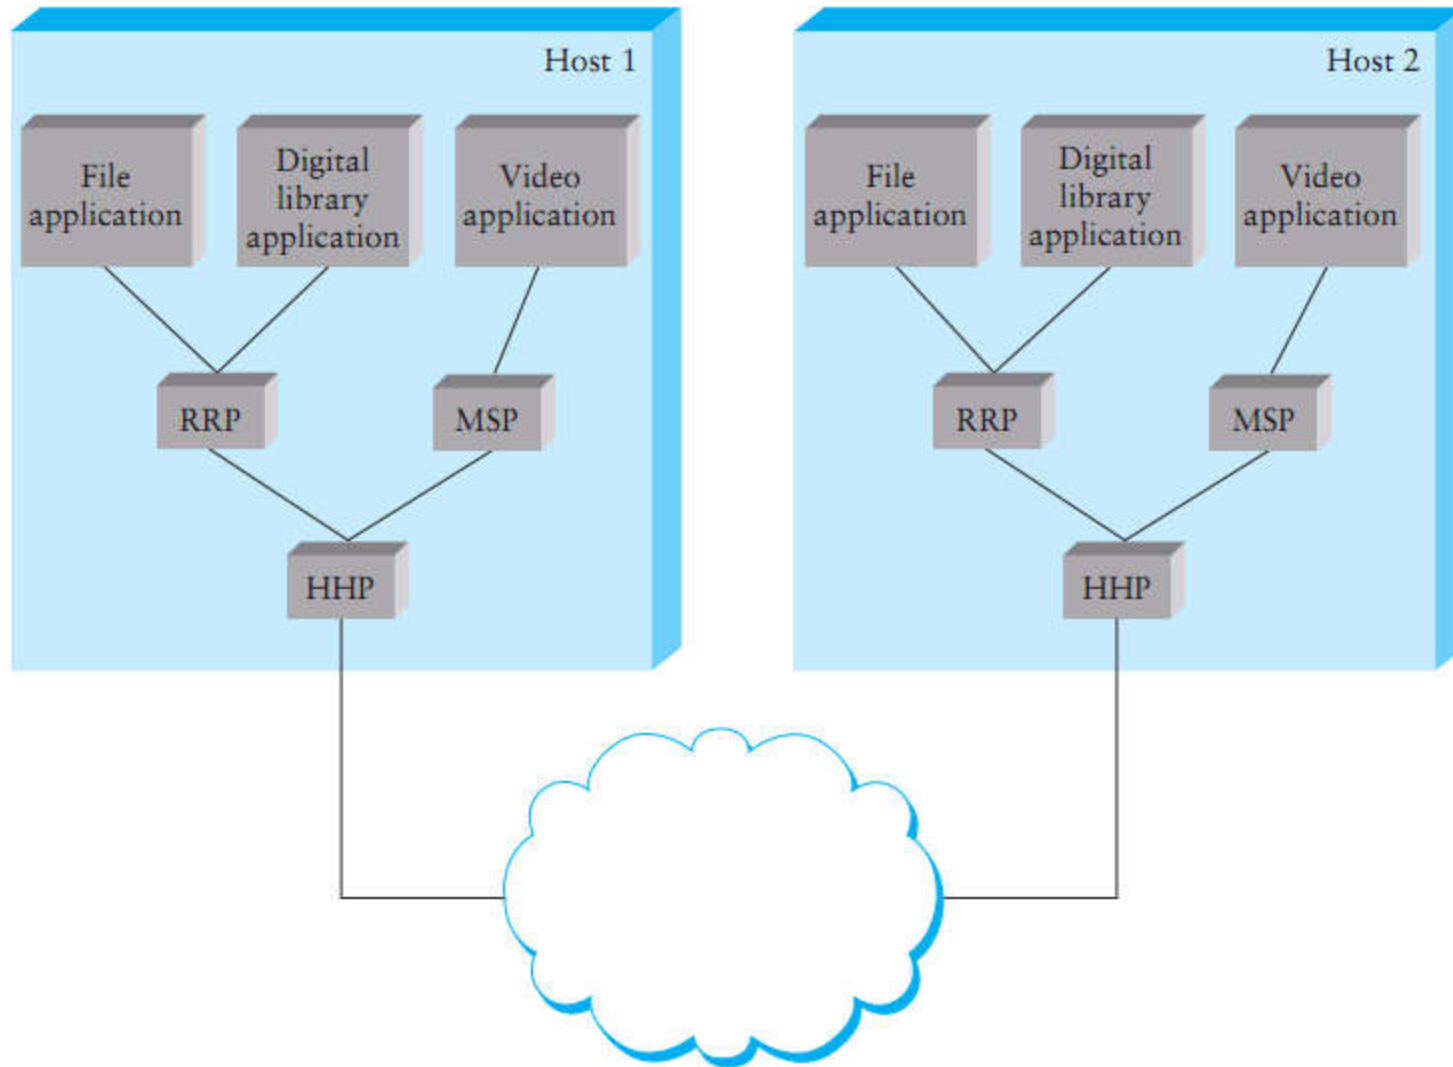 Host 1
File
application
Digital
library
application
Video
application
RRP
MSP
HHP
Host 2
File
application
Digital
library
application
Video
application
RRP
MSP
HHP